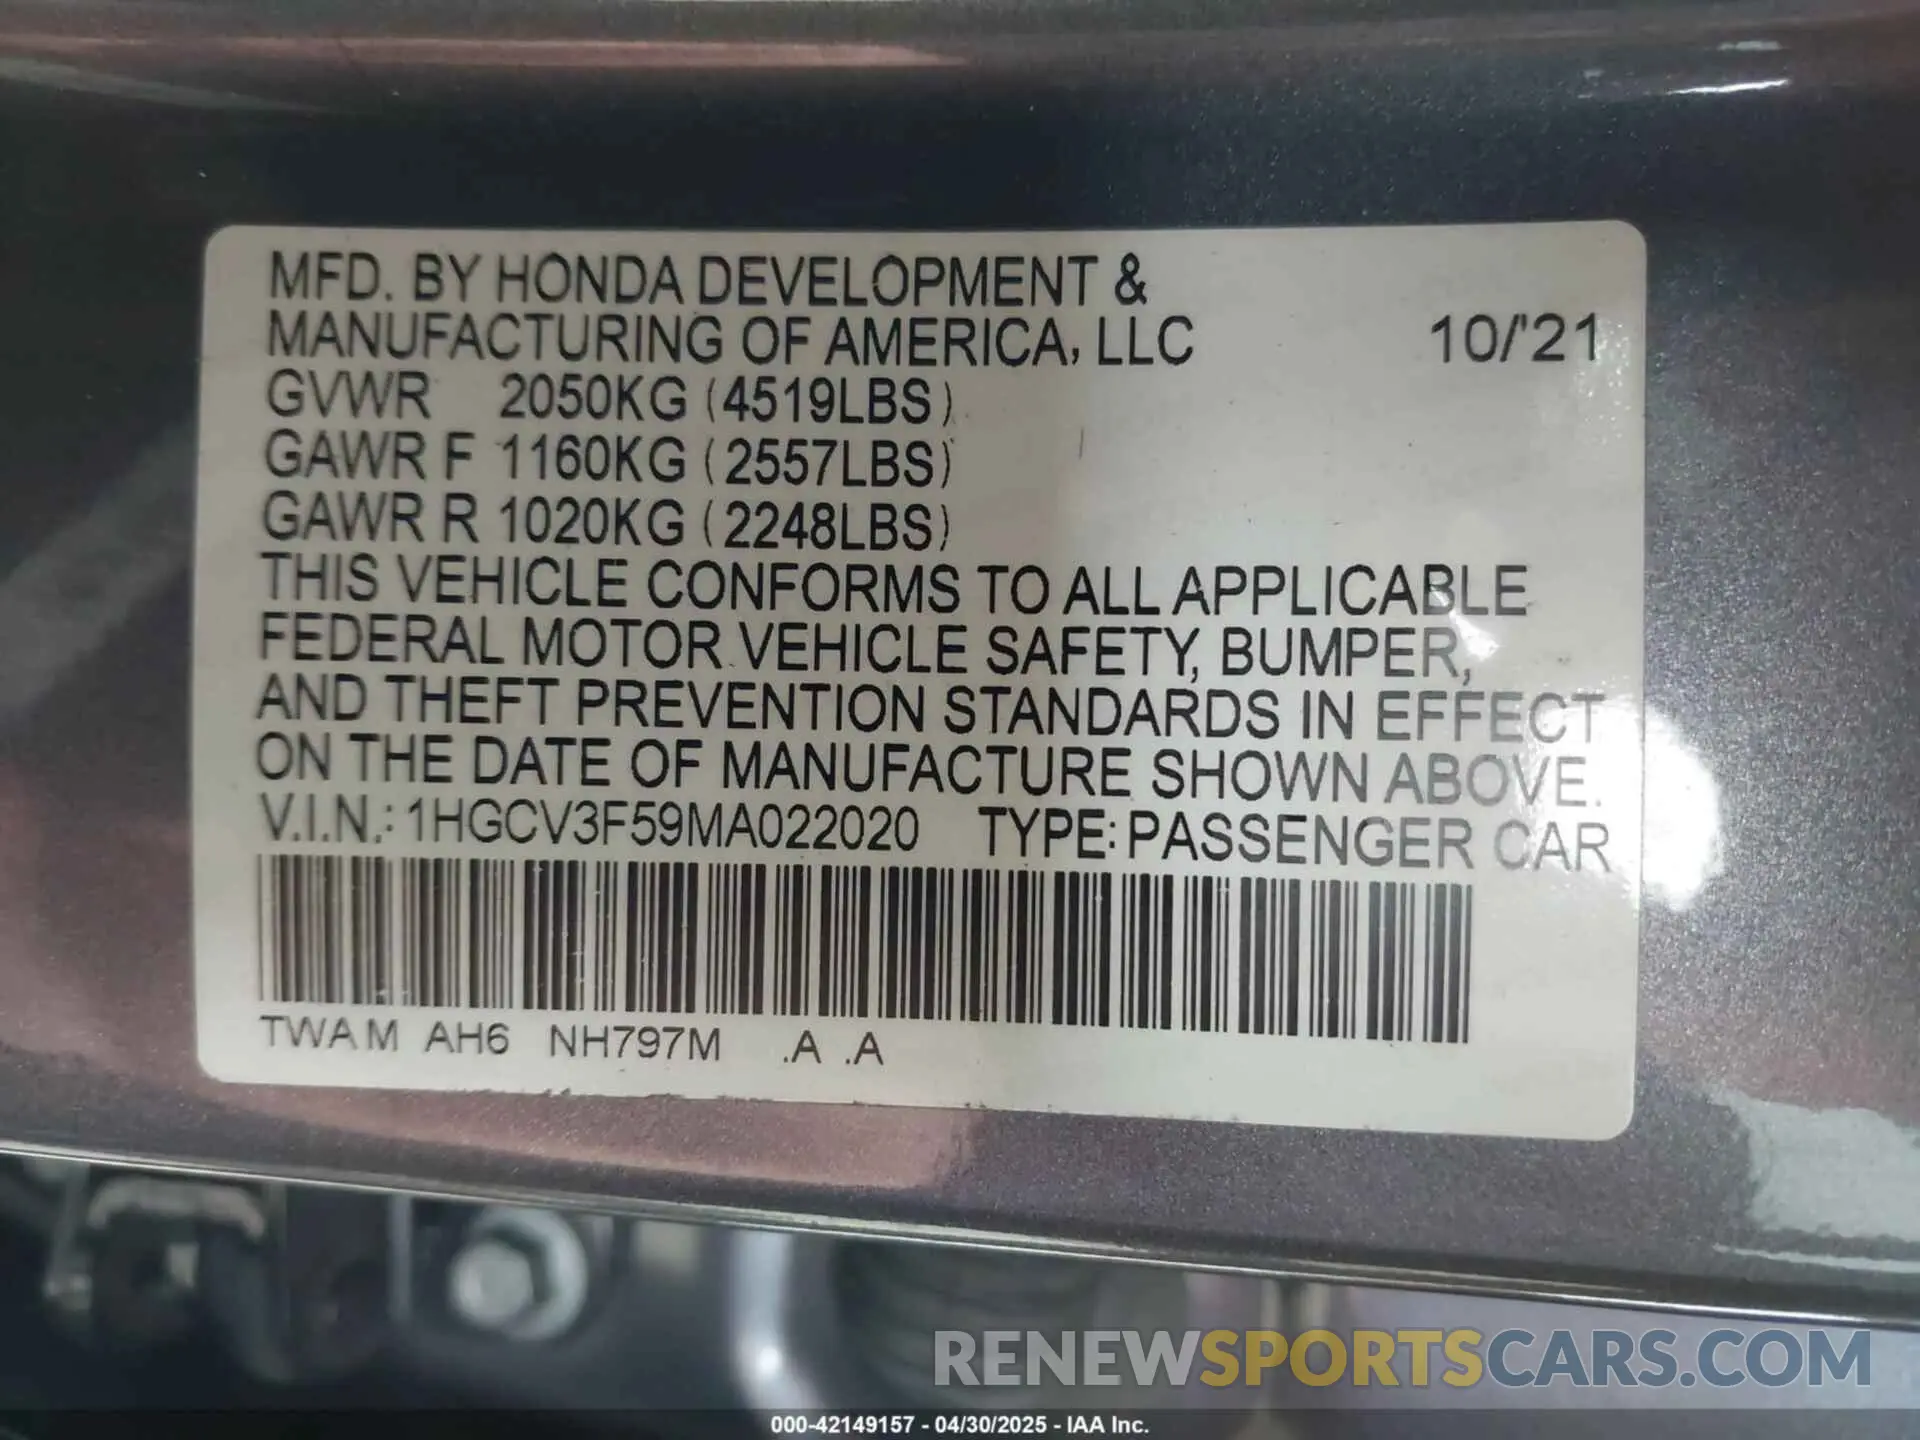 MFD. BY HONDA DEVELOPMENT &
MANUFACTURING OF AMERICA, LLC 10/'21
GVWR 2050KG (4519LBS)
GAWR F 1160KG (2557LBS)
GAWR R 1020KG (2248LBS)
THIS VEHICLE CONFORMS TO ALL APPLICABLE
FEDERAL MOTOR VEHICLE SAFETY, BUMPER,
AND THEFT PREVENTION STANDARDS IN EFFECT
ON THE DATE OF MANUFACTURE SHOWN ABOVE.
V.I.N.: 1HGCV3F59MA022020 TYPE: PASSENGER CAR
TWAM AH6 NH797M .A .A
RENEWSPORTSCARS.COM
000-42149157 - 04/30/2025 - IAA Inc.